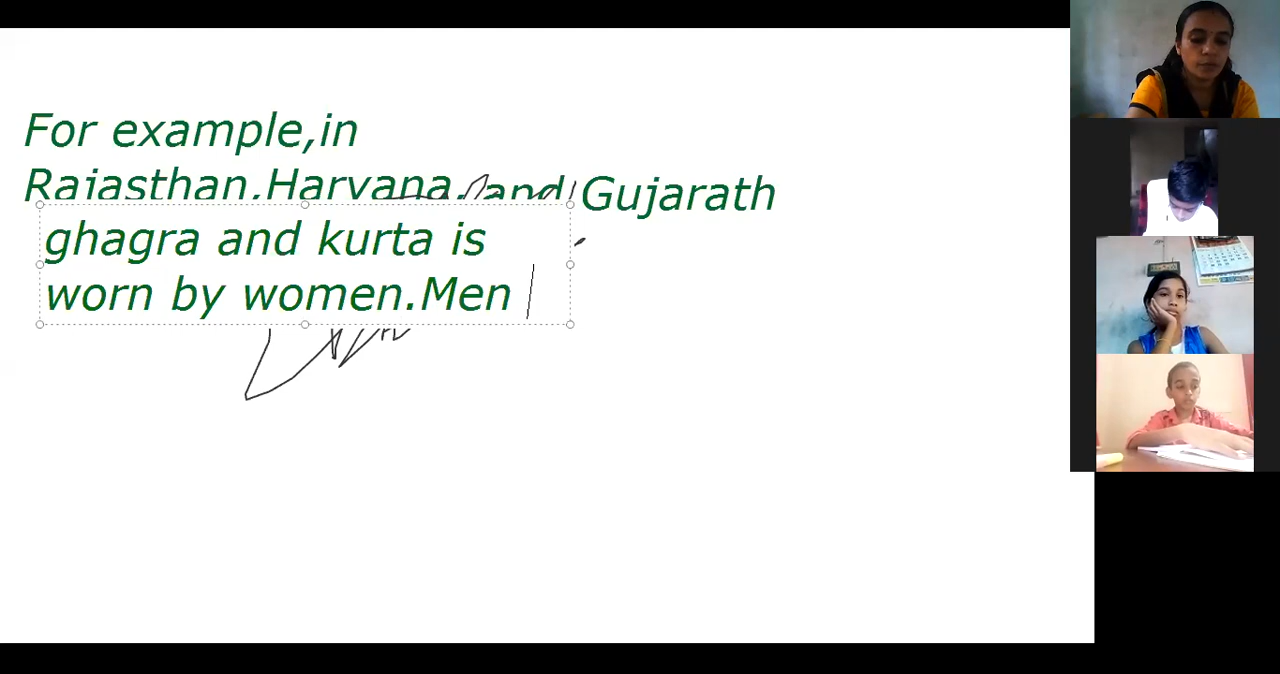 For example,in
Rajasthan,Haryana, and Gujarath
ghagra and kurta is
worn by women.Men